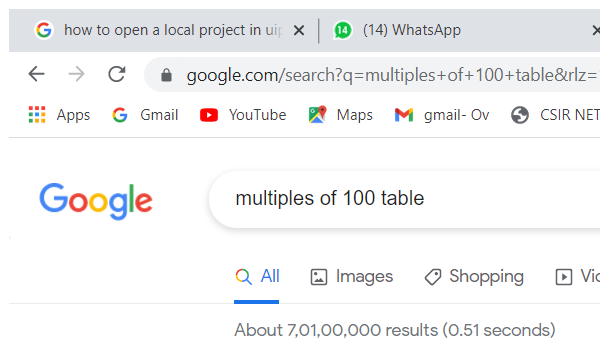 how to open a local project in uip
(14) WhatsApp
google.com/search?q=multiples+of+100+table&rlz=
Apps Gmail YouTube Maps gmail- Ov CSIR NET
Google
multiples of 100 table
All Images Shopping
About 7,01,00,000 results (0.51 seconds)